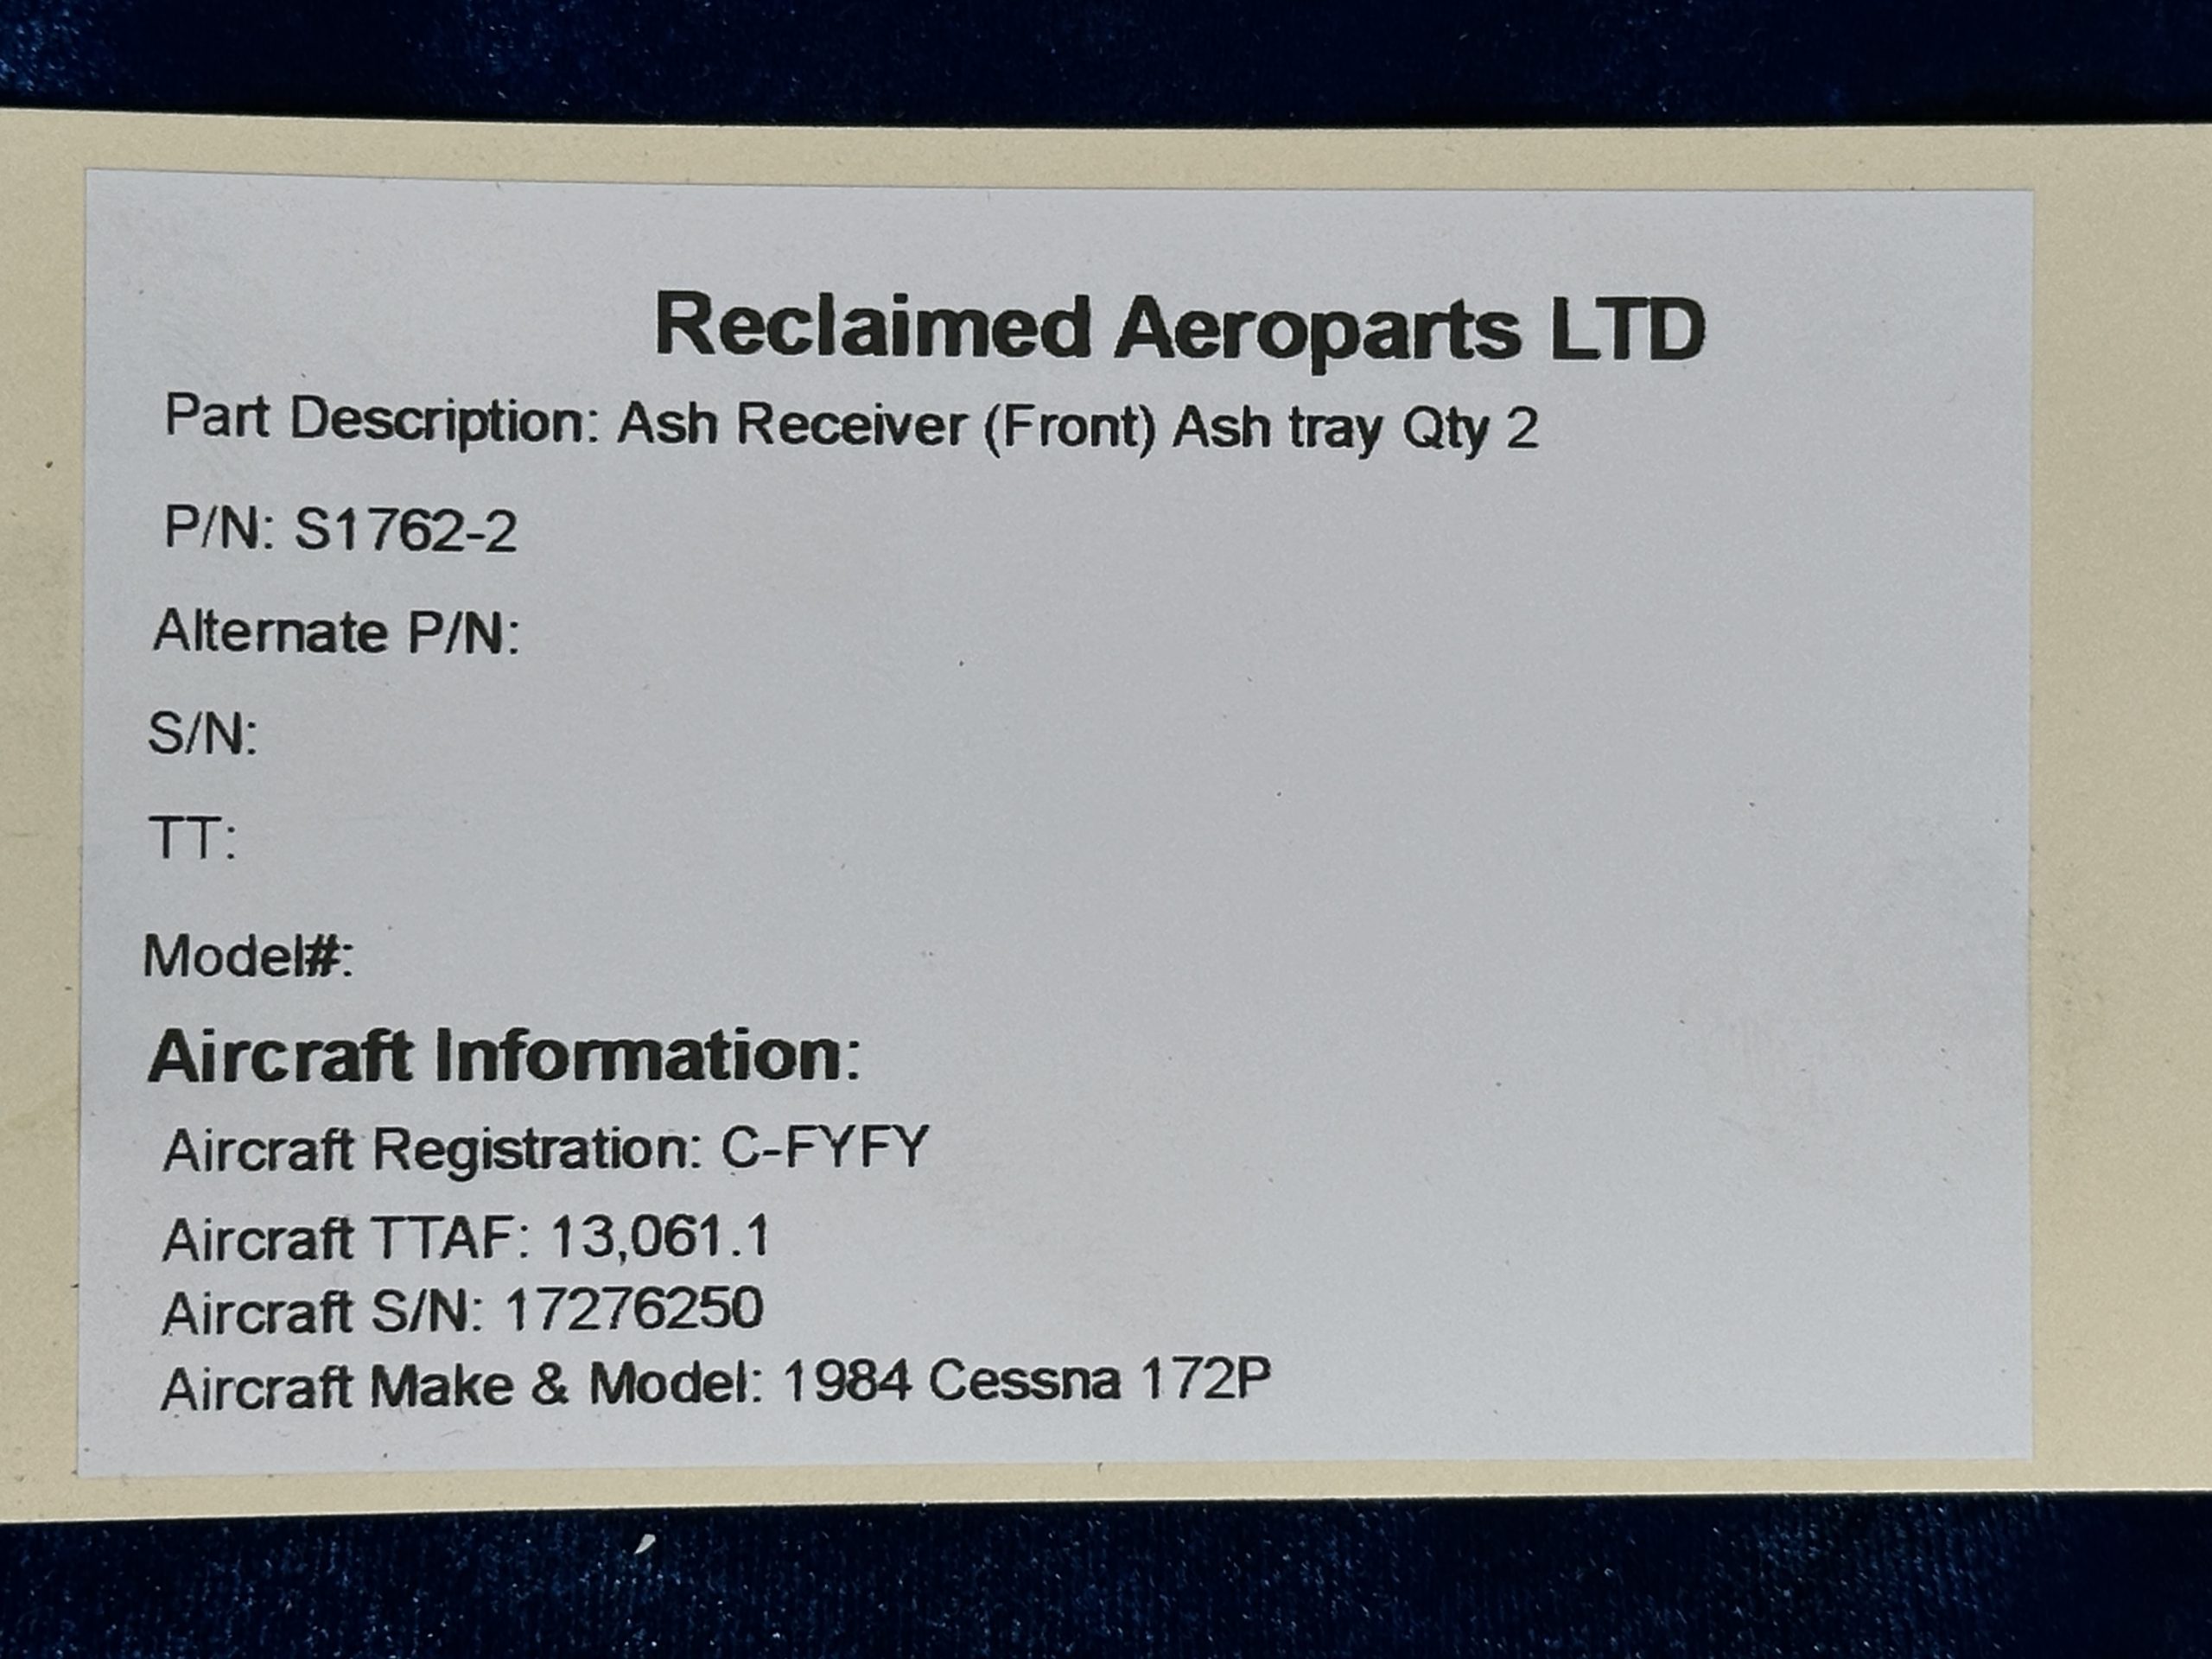 Reclaimed Aeroparts LTD
Part Description: Ash Receiver (Front) Ash tray Qty 2
P/N: S1762-2
Alternate P/N:
S/N:
TT:
Model#:
Aircraft Information:
Aircraft Registration: C-FYFY
Aircraft TTAF: 13,061.1
Aircraft S/N: 17276250
Aircraft Make & Model: 1984 Cessna 172P